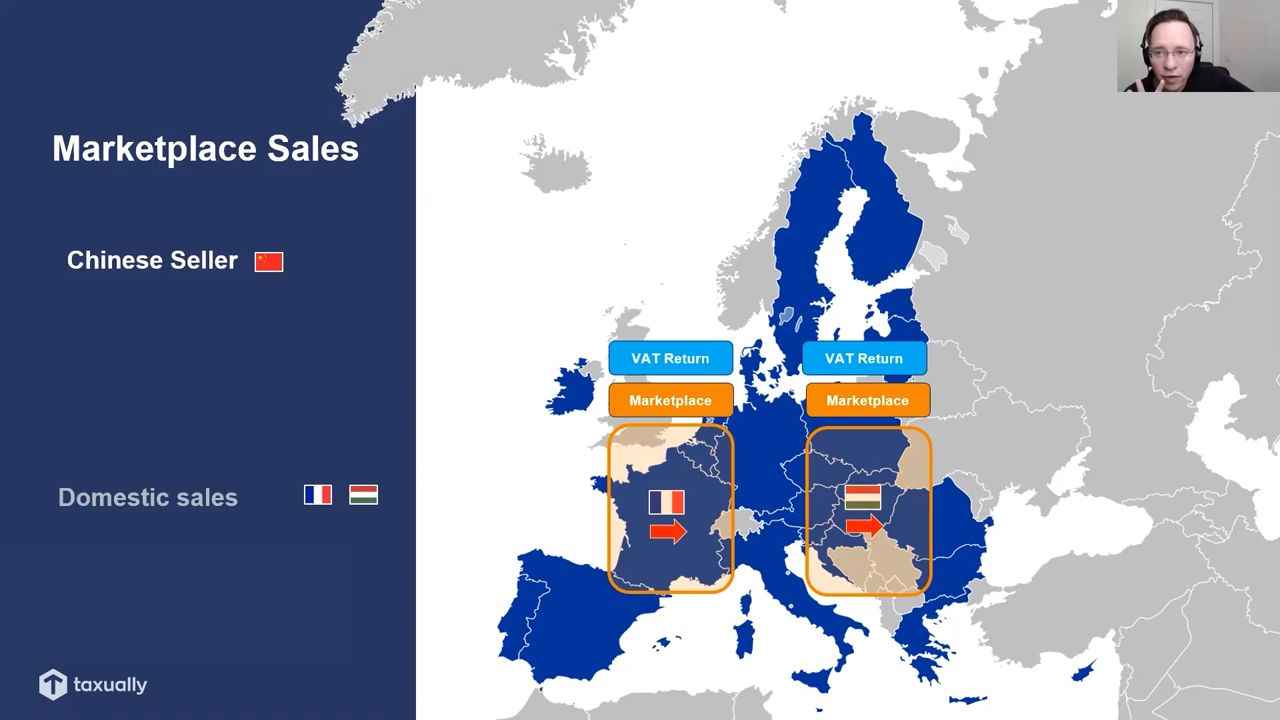 Marketplace Sales
Chinese Seller
VAT Return
VAT Return
Marketplace
Marketplace
Domestic sales
taxually